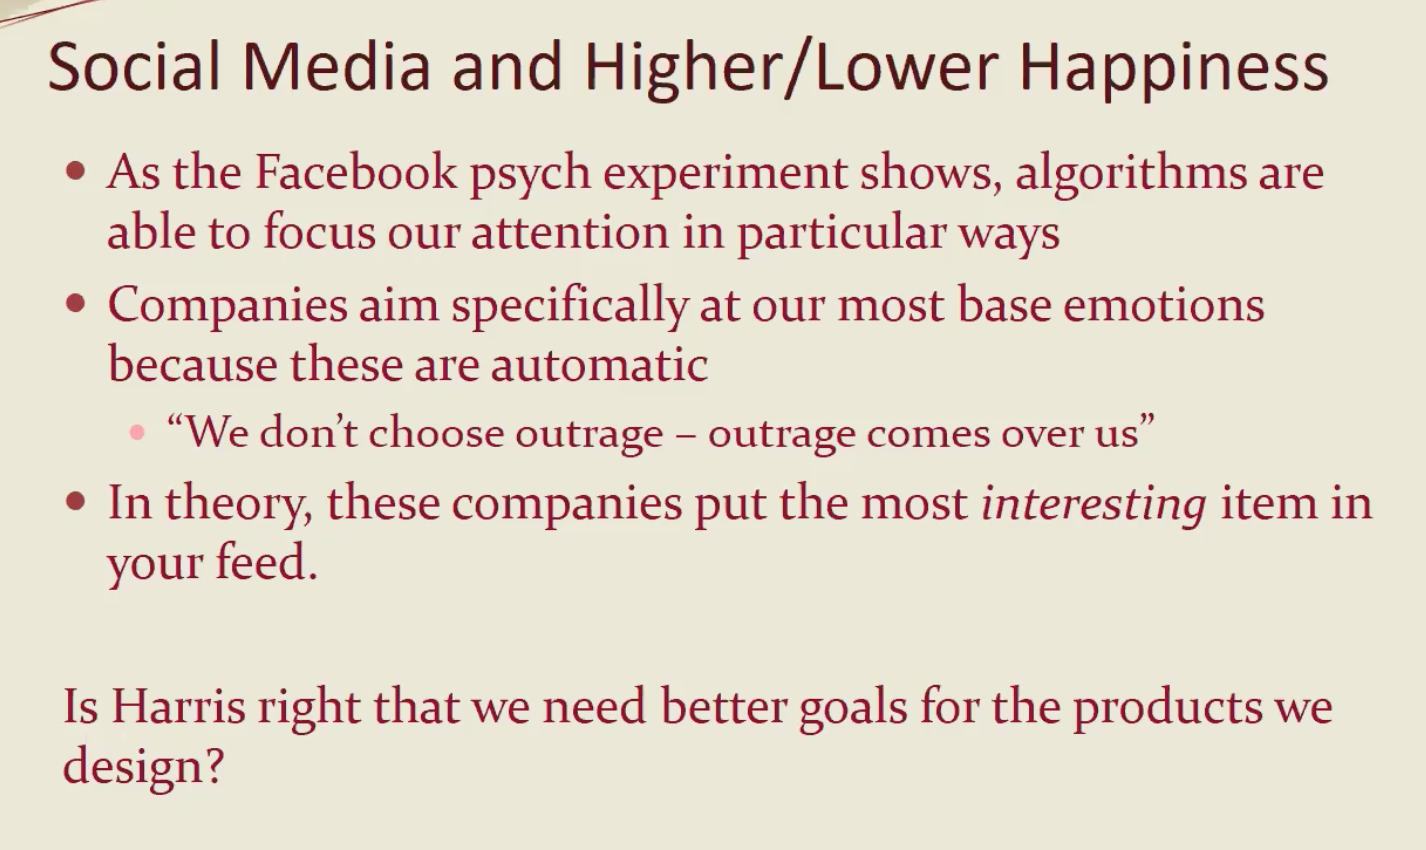 Social Media and Higher/Lower Happiness
• As the Facebook psych experiment shows, algorithms are
able to focus our attention in particular ways
• Companies aim specifically at our most base emotions
because these are automatic
• “We don’t choose outrage – outrage comes over us”
• In theory, these companies put the most interesting item in
your feed.
Is Harris right that we need better goals for the products we
design?